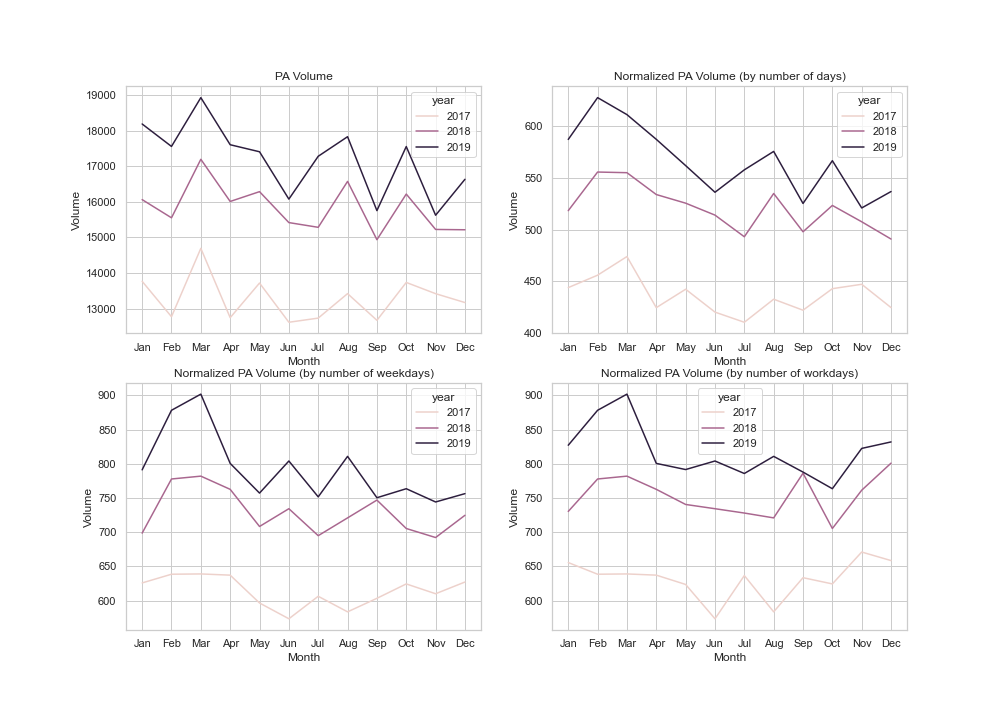 PA Volume
19000
18000
17000
16000
15000
14000
13000
Volume
year
2017
2018
2019
Jan Feb Mar Apr May Jun Jul Aug Sep Oct Nov Dec
Month
Normalized PA Volume (by number of days)
600
550
500
450
400
Volume
year
2017
2018
2019
Jan Feb Mar Apr May Jun Jul Aug Sep Oct Nov Dec
Month
Normalized PA Volume (by number of weekdays)
900
850
800
750
700
650
600
Volume
year
2017
2018
2019
Jan Feb Mar Apr May Jun Jul Aug Sep Oct Nov Dec
Month
Normalized PA Volume (by number of workdays)
900
850
800
750
700
650
600
Volume
year
2017
2018
2019
Jan Feb Mar Apr May Jun Jul Aug Sep Oct Nov Dec
Month